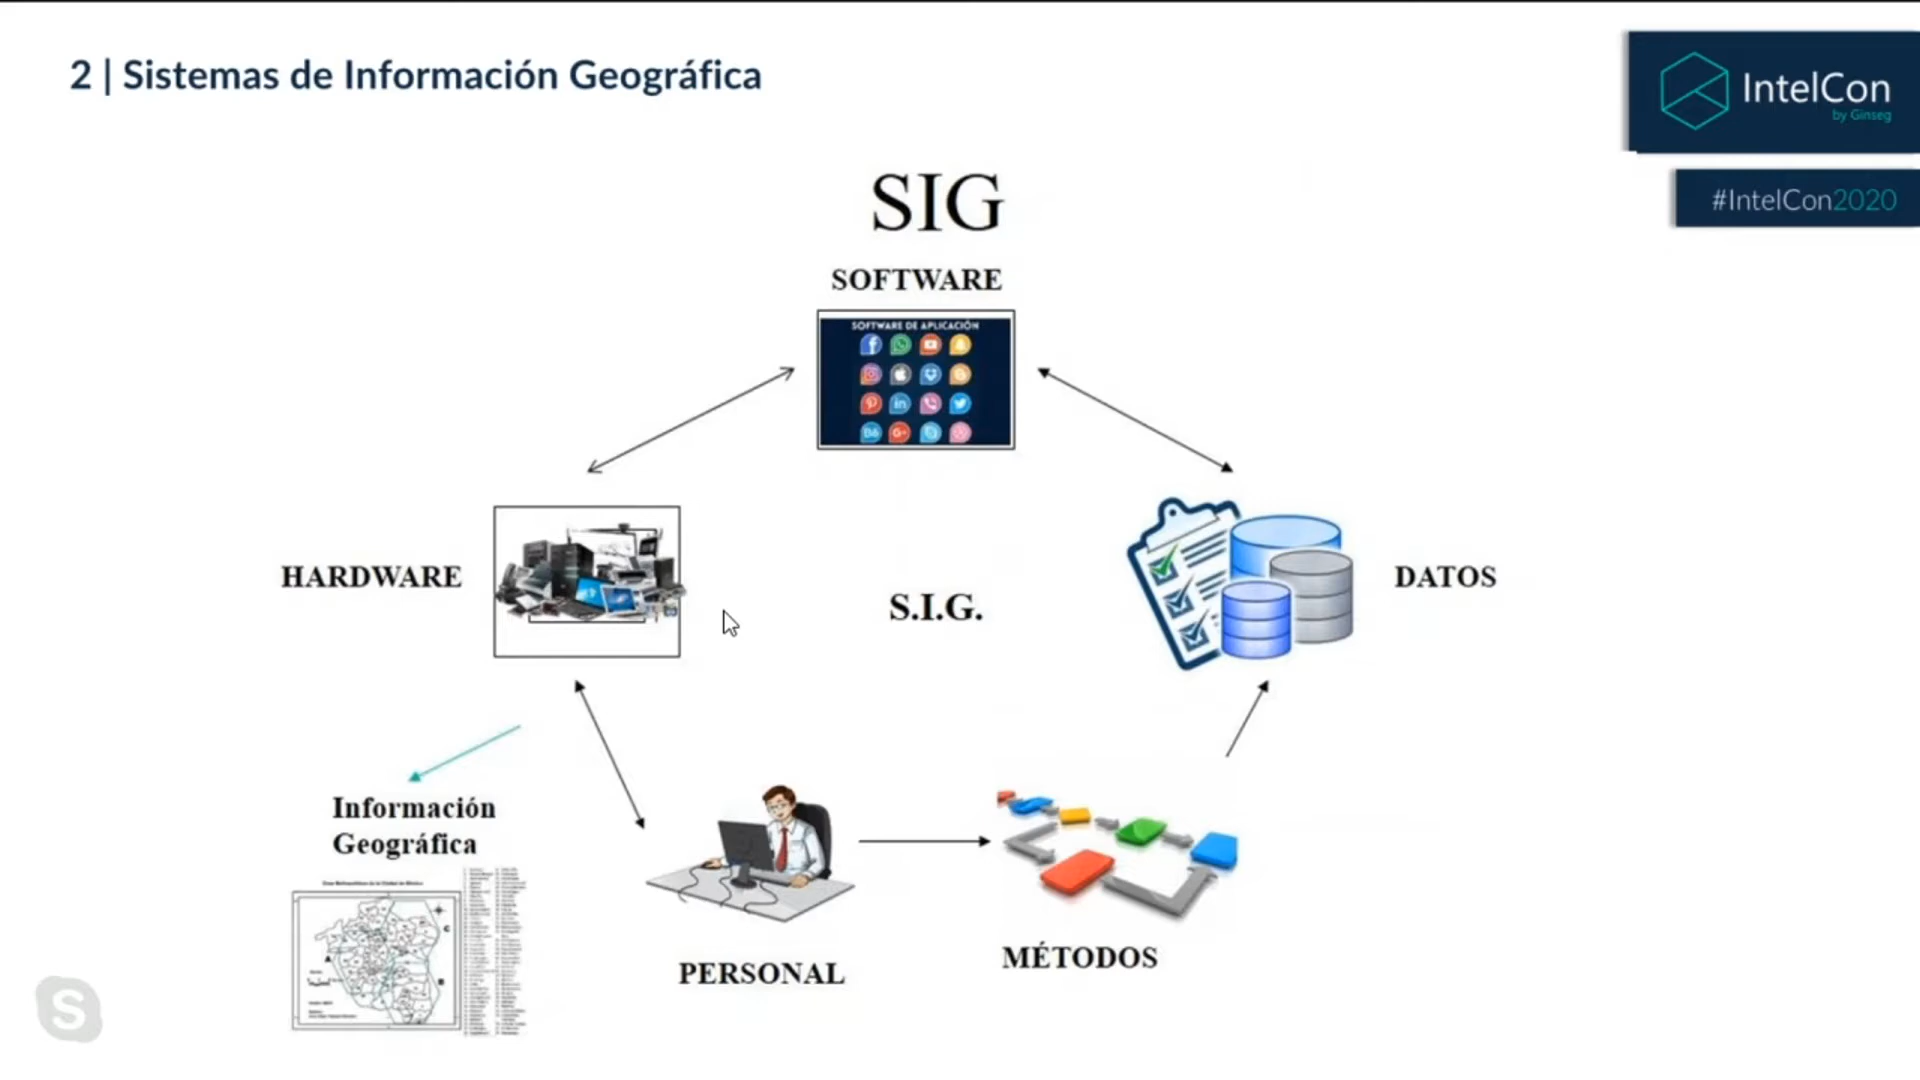 2 | Sistemas de Información Geográfica
IntelCon
by Ginseg
#IntelCon2020
SIG
SOFTWARE
SOFTWARE DE APLICACIÓN
HARDWARE
S.I.G.
DATOS
Información
Geográfica
PERSONAL
MÉTODOS